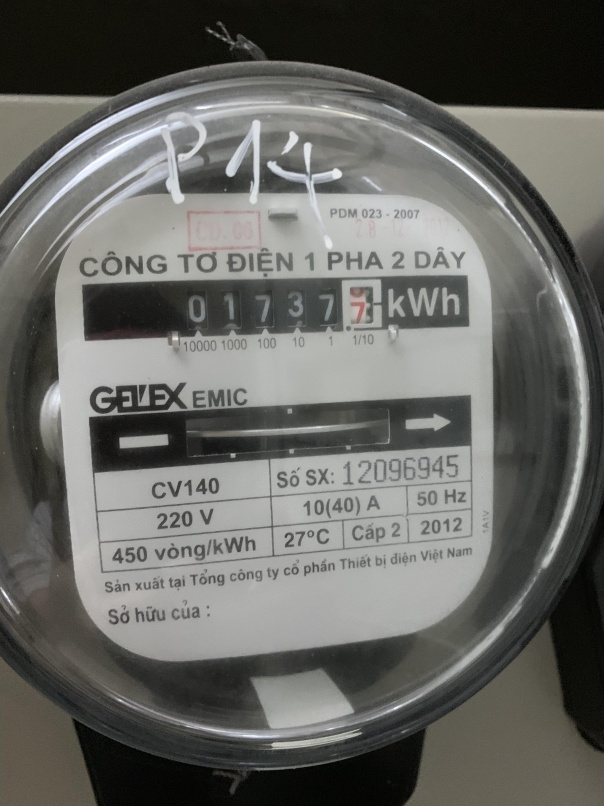 P14
PDM 023 - 2007
CD.06
CÔNG TƠ ĐIỆN 1 PHA 2 DÂY
0 1 7 3 7 7 kWh
10000 1000 100 10 1 1/10
GELEX EMIC
CV140
Số SX: 12096945
220 V
10(40) A
50 Hz
450 vòng/kWh
27°C
Cấp 2
2012
1A1V
Sản xuất tại Tổng công ty cổ phần Thiết bị điện Việt Nam
Sở hữu của :